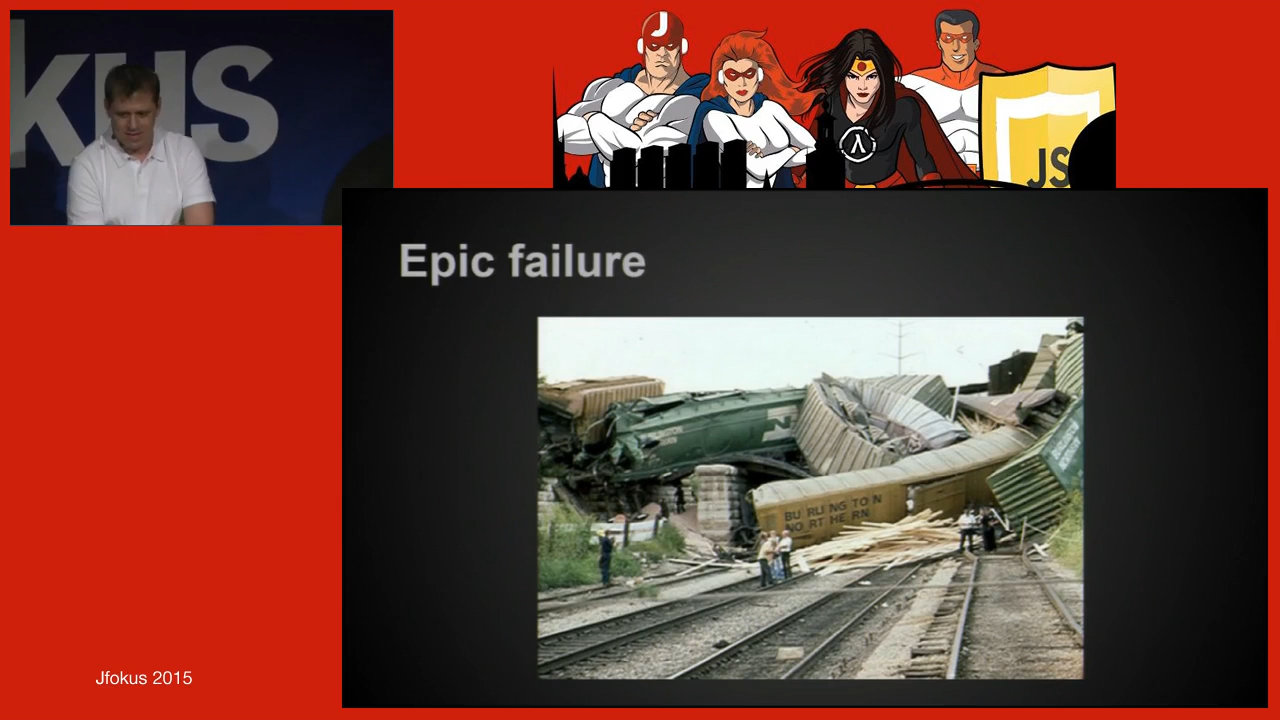 kus
J
λ
JS
Epic failure
BURLINGTON
NORTHERN
Jfokus 2015